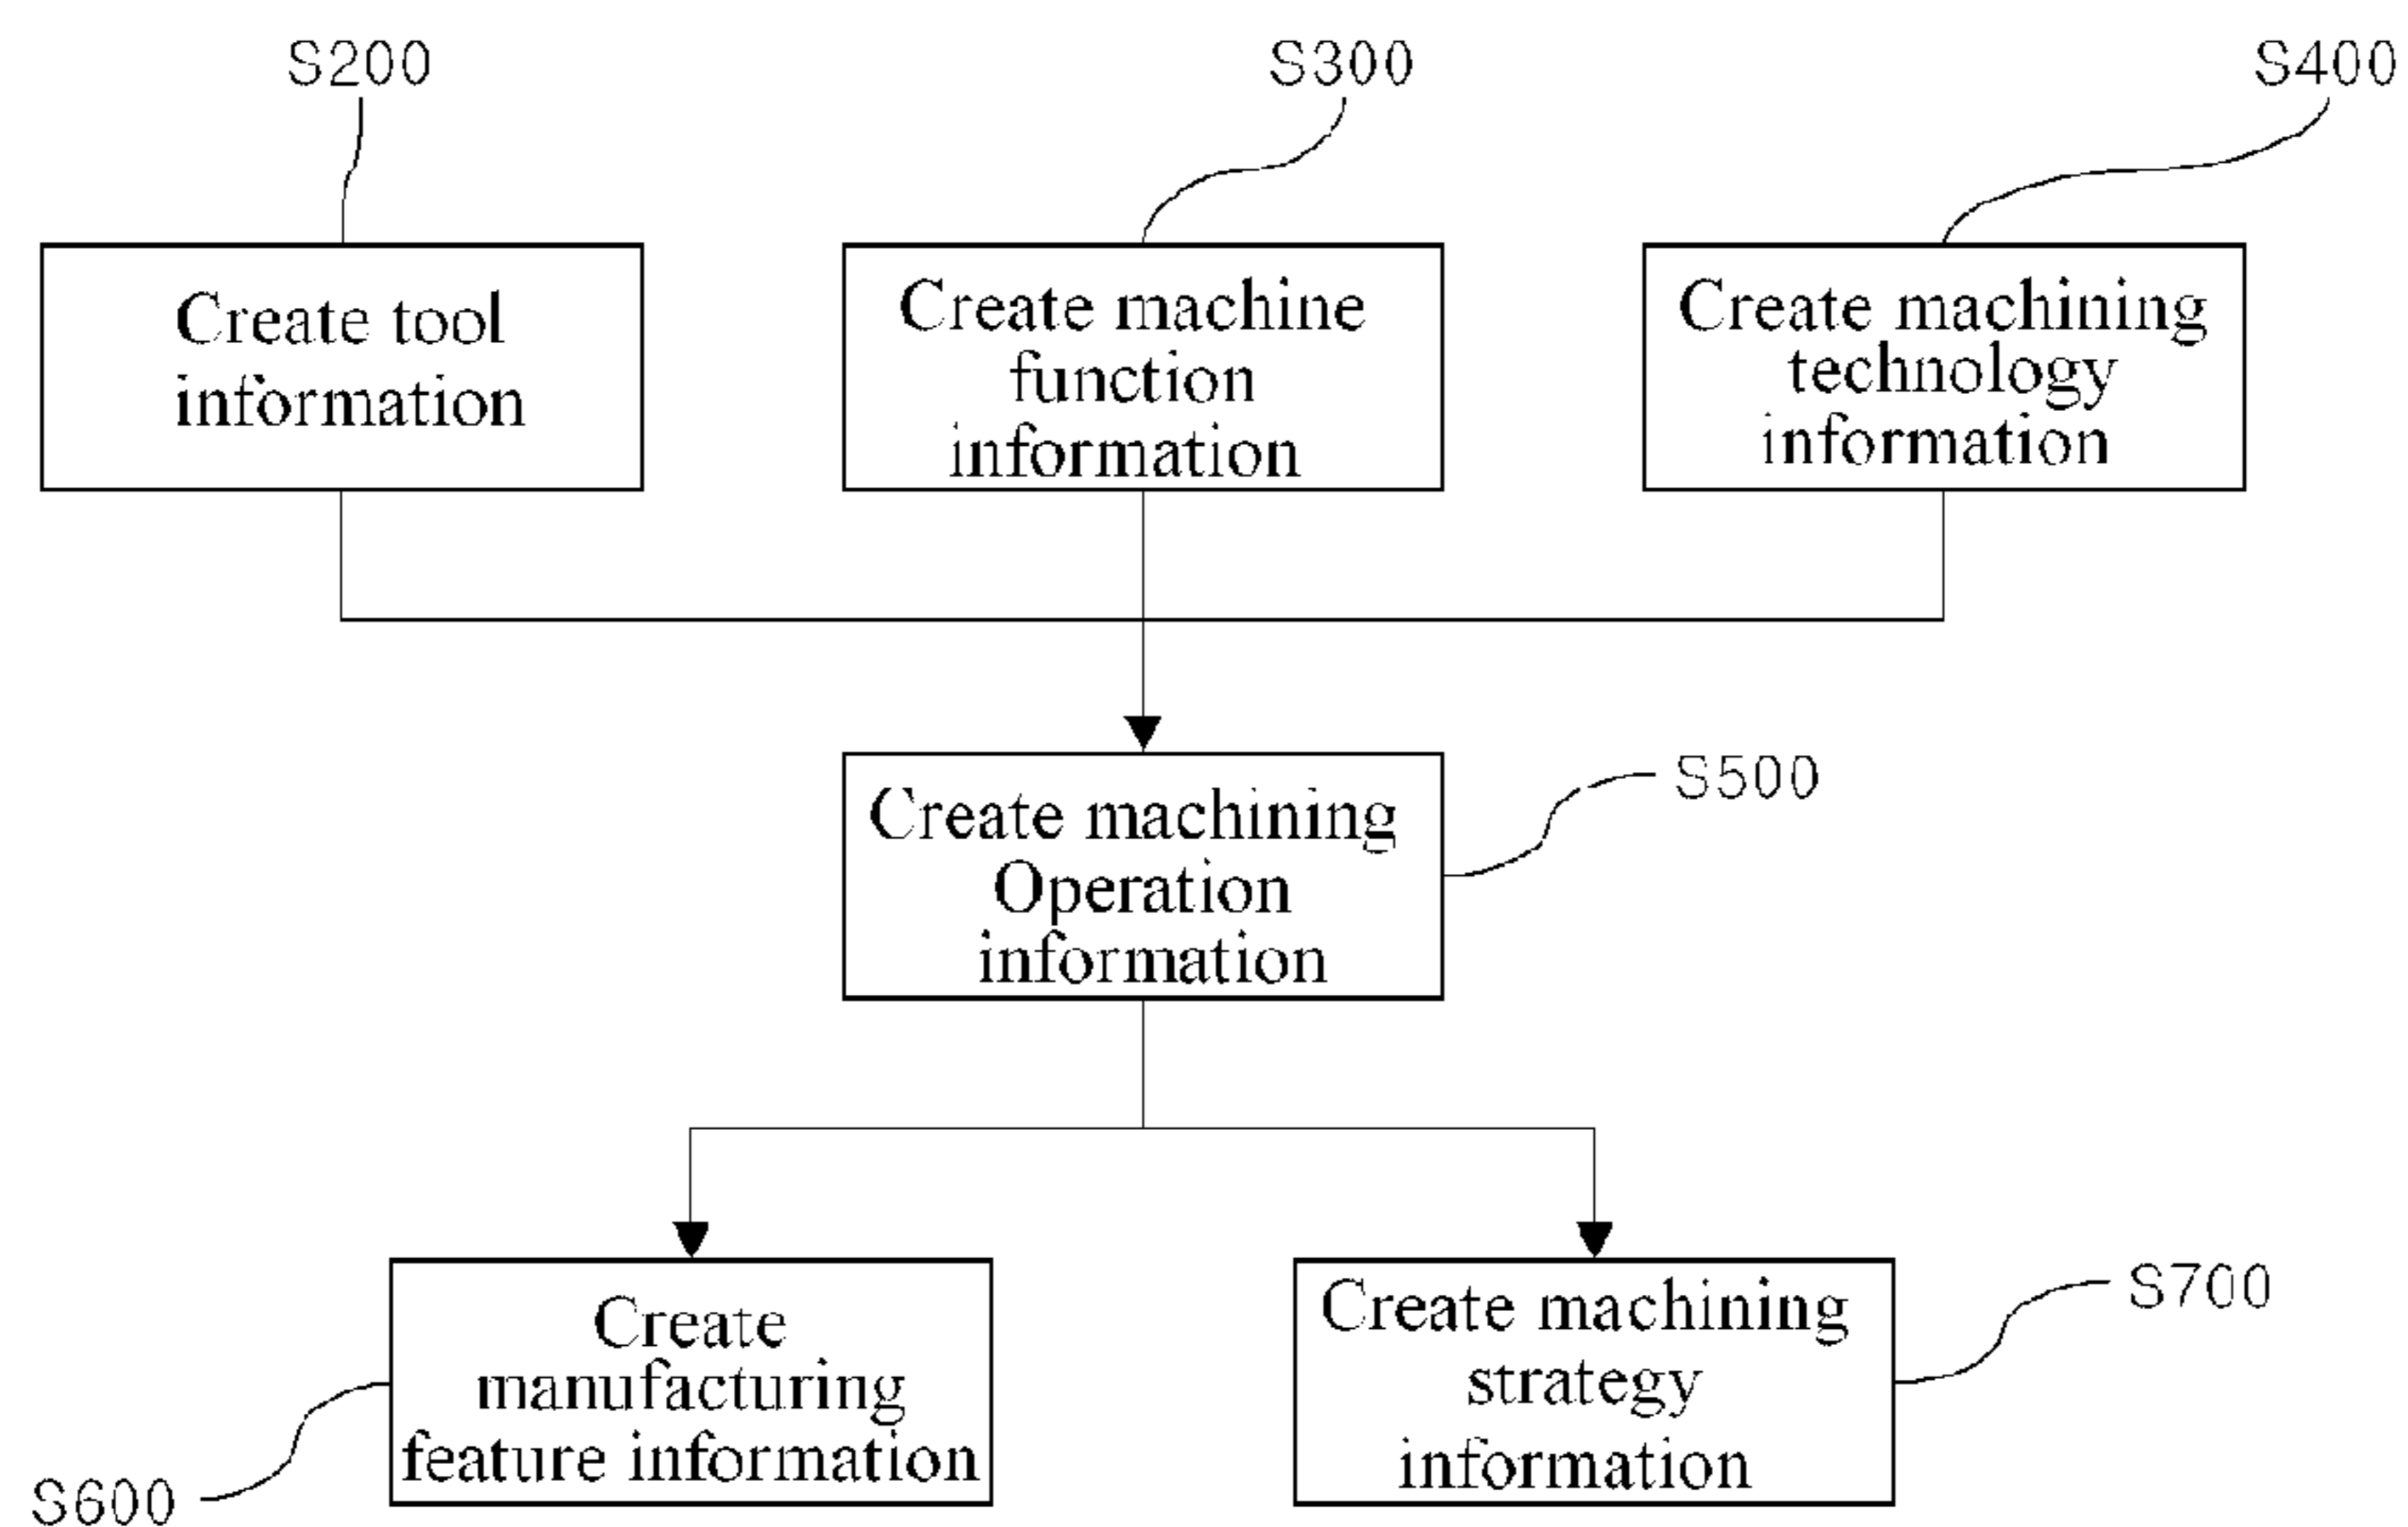 S200
S300
S400
Create tool
information
Create machine
function
information
Create machining
technology
information
Create machining
Operation
information
S500
Create
manufacturing
feature information
S600
Create machining
strategy
information
S700